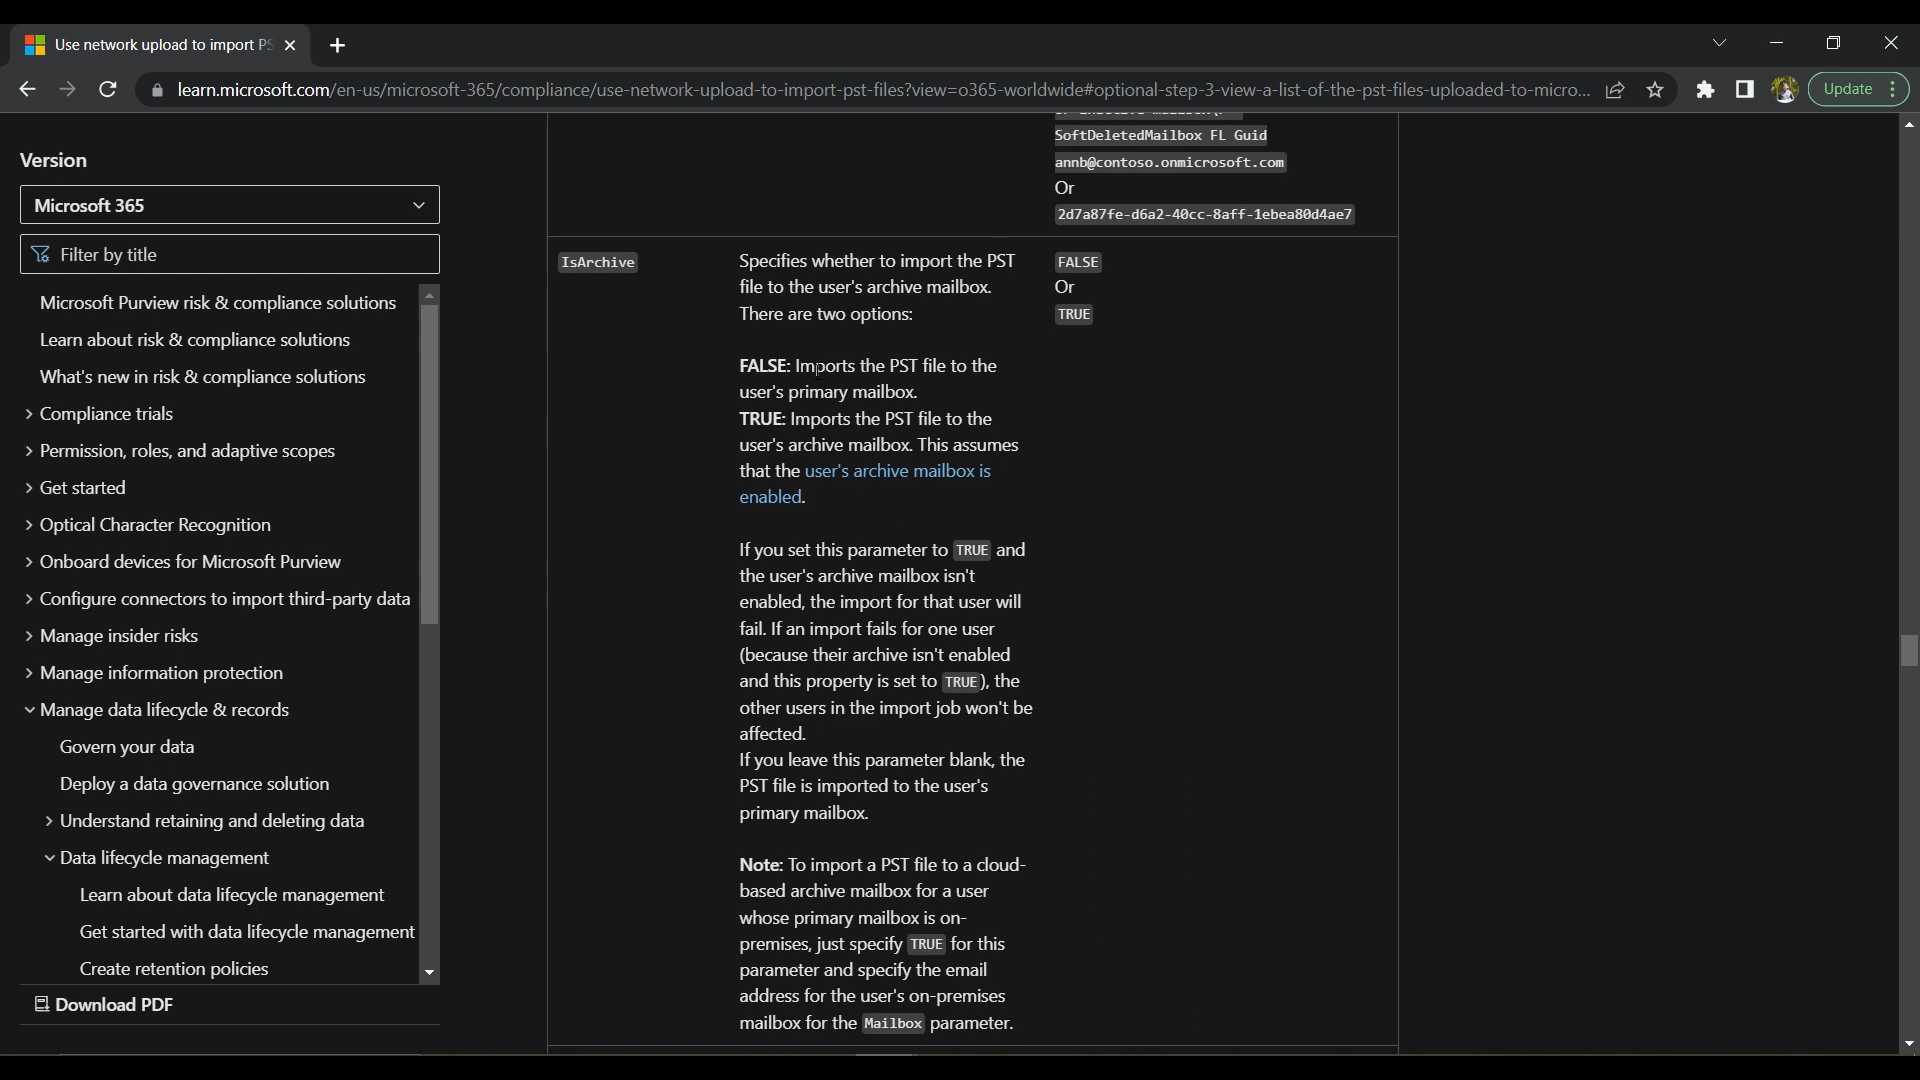 Use network upload to import PS
learn.microsoft.com/en-us/microsoft-365/compliance/use-network-upload-to-import-pst-files?view=o365-worldwide#optional-step-3-view-a-list-of-the-pst-files-uploaded-to-micro...
Update
Version
Microsoft 365
Filter by title
Microsoft Purview risk & compliance solutions
Learn about risk & compliance solutions
What's new in risk & compliance solutions
Compliance trials
Permission, roles, and adaptive scopes
Get started
Optical Character Recognition
Onboard devices for Microsoft Purview
Configure connectors to import third-party data
Manage insider risks
Manage information protection
Manage data lifecycle & records
Govern your data
Deploy a data governance solution
Understand retaining and deleting data
Data lifecycle management
Learn about data lifecycle management
Get started with data lifecycle management
Create retention policies
Download PDF
SoftDeletedMailbox FL Guid
annb@contoso.onmicrosoft.com
Or
2d7a87fe-d6a2-40cc-8aff-1ebea80d4ae7
IsArchive
Specifies whether to import the PST
file to the user's archive mailbox.
There are two options:
FALSE: Imports the PST file to the
user's primary mailbox.
TRUE: Imports the PST file to the
user's archive mailbox. This assumes
that the user's archive mailbox is
enabled.
If you set this parameter to TRUE and
the user's archive mailbox isn't
enabled, the import for that user will
fail. If an import fails for one user
(because their archive isn't enabled
and this property is set to TRUE), the
other users in the import job won't be
affected.
If you leave this parameter blank, the
PST file is imported to the user's
primary mailbox.
Note: To import a PST file to a cloud-
based archive mailbox for a user
whose primary mailbox is on-
premises, just specify TRUE for this
parameter and specify the email
address for the user's on-premises
mailbox for the Mailbox parameter.
FALSE
Or
TRUE